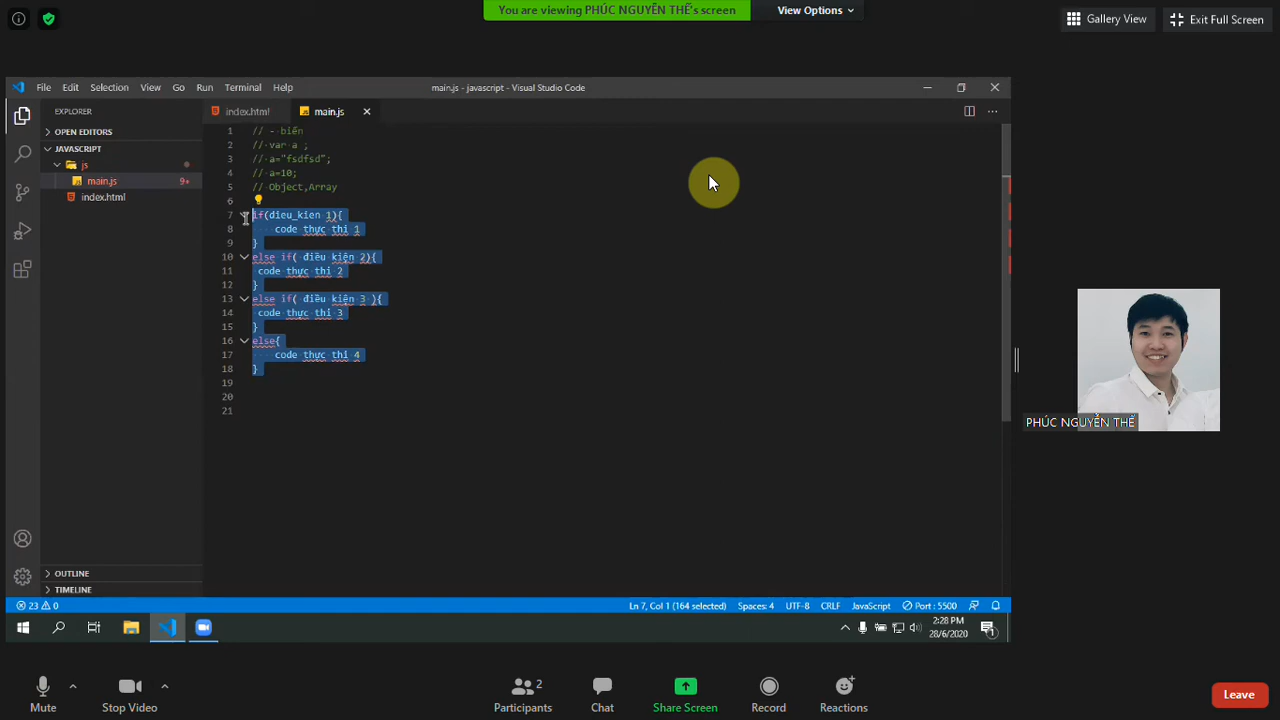 You are viewing PHÚC NGUYỄN THẾ's screen
View Options
Gallery View
Exit Full Screen
File Edit Selection View Go Run Terminal Help
main.js - javascript - Visual Studio Code
EXPLORER
index.html
main.js
OPEN EDITORS
JAVASCRIPT
js
main.js 9+
index.html
1 // - biến
2 // var a ;
3 // a="fsdfsd";
4 // a=10;
5 // Object,Array
6
7 if(dieu_kien 1){
8 code thực thi 1
9 }
10 else if( điều kiện 2){
11 code thực thi 2
12 }
13 else if( điều kiện 3 ){
14 code thực thi 3
15 }
16 else{
17 code thực thi 4
18 }
19
20
21
PHÚC NGUYỄN THẾ
OUTLINE
TIMELINE
23 0
Ln 7, Col 1 (164 selected) Spaces: 4 UTF-8 CRLF JavaScript Port : 5500
2:28 PM
28/6/2020
1
Mute
Stop Video
Participants 2
Chat
Share Screen
Record
Reactions
Leave